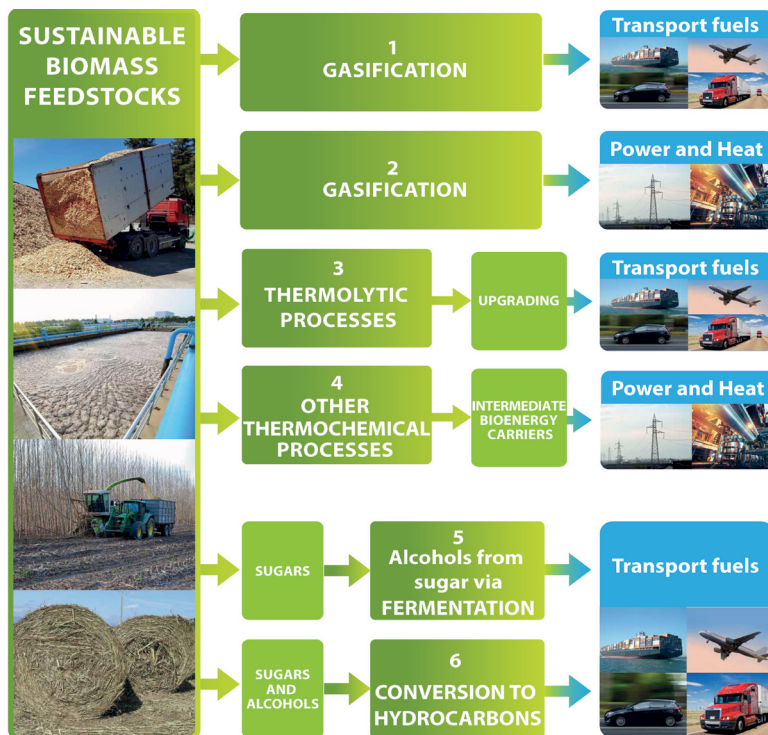 SUSTAINABLE
BIOMASS
FEEDSTOCKS
1
GASIFICATION
Transport fuels
2
GASIFICATION
Power and Heat
3
THERMOLYTIC
PROCESSES
UPGRADING
Transport fuels
4
OTHER
THERMOCHEMICAL
PROCESSES
INTERMEDIATE
BIOENERGY
CARRIERS
Power and Heat
SUGARS
5
Alcohols from
sugar via
FERMENTATION
Transport fuels
SUGARS
AND
ALCOHOLS
6
CONVERSION TO
HYDROCARBONS